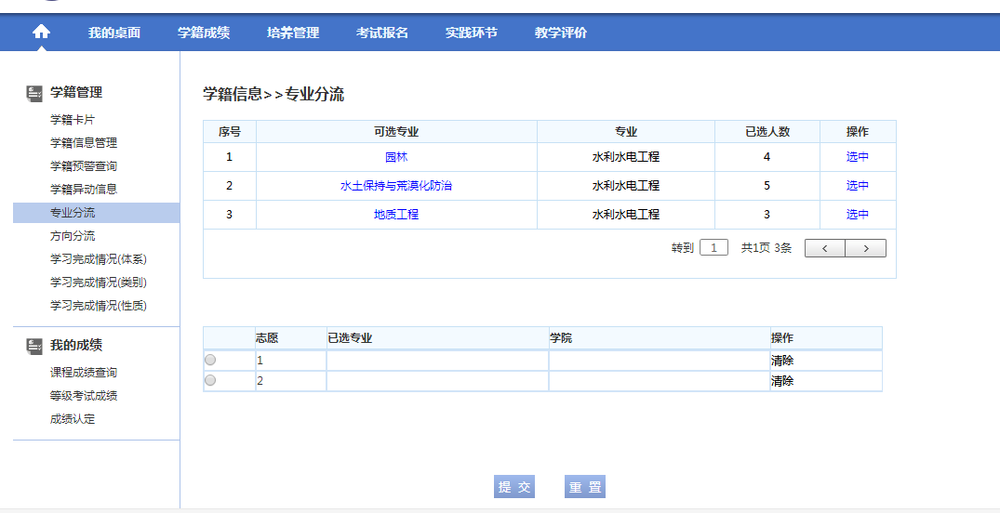 我的桌面 学籍成绩 培养管理 考试报名 实践环节 教学评价
学籍管理
学籍卡片
学籍信息管理
学籍预警查询
学籍异动信息
专业分流
方向分流
学习完成情况(体系)
学习完成情况(类别)
学习完成情况(性质)
我的成绩
课程成绩查询
等级考试成绩
成绩认定
学籍信息>>专业分流
序号 可选专业 专业 已选人数 操作
1 园林 水利水电工程 4 选中
2 水土保持与荒漠化防治 水利水电工程 5 选中
3 地质工程 水利水电工程 3 选中
转到 1 共1页 3条 < >
志愿 已选专业 学院 操作
1 清除
2 清除
提 交 重 置